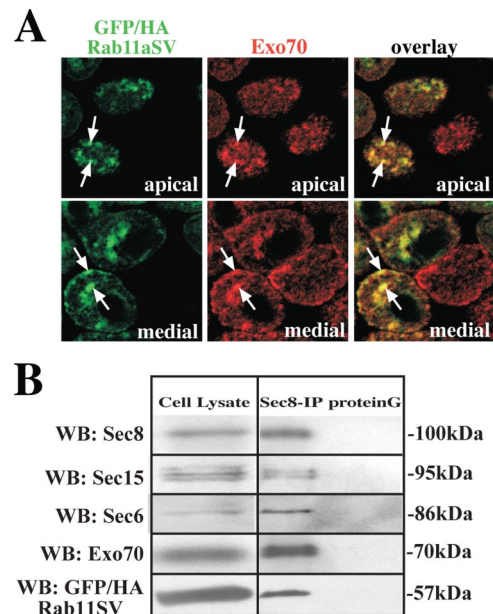 A
GFP/HA
Rab11aSV
Exo70
overlay
apical
apical
apical
medial
medial
medial
B
Cell Lysate
Sec8-IP proteinG
WB: Sec8
-100kDa
WB: Sec15
-95kDa
WB: Sec6
-86kDa
WB: Exo70
-70kDa
WB: GFP/HA
Rab11SV
-57kDa